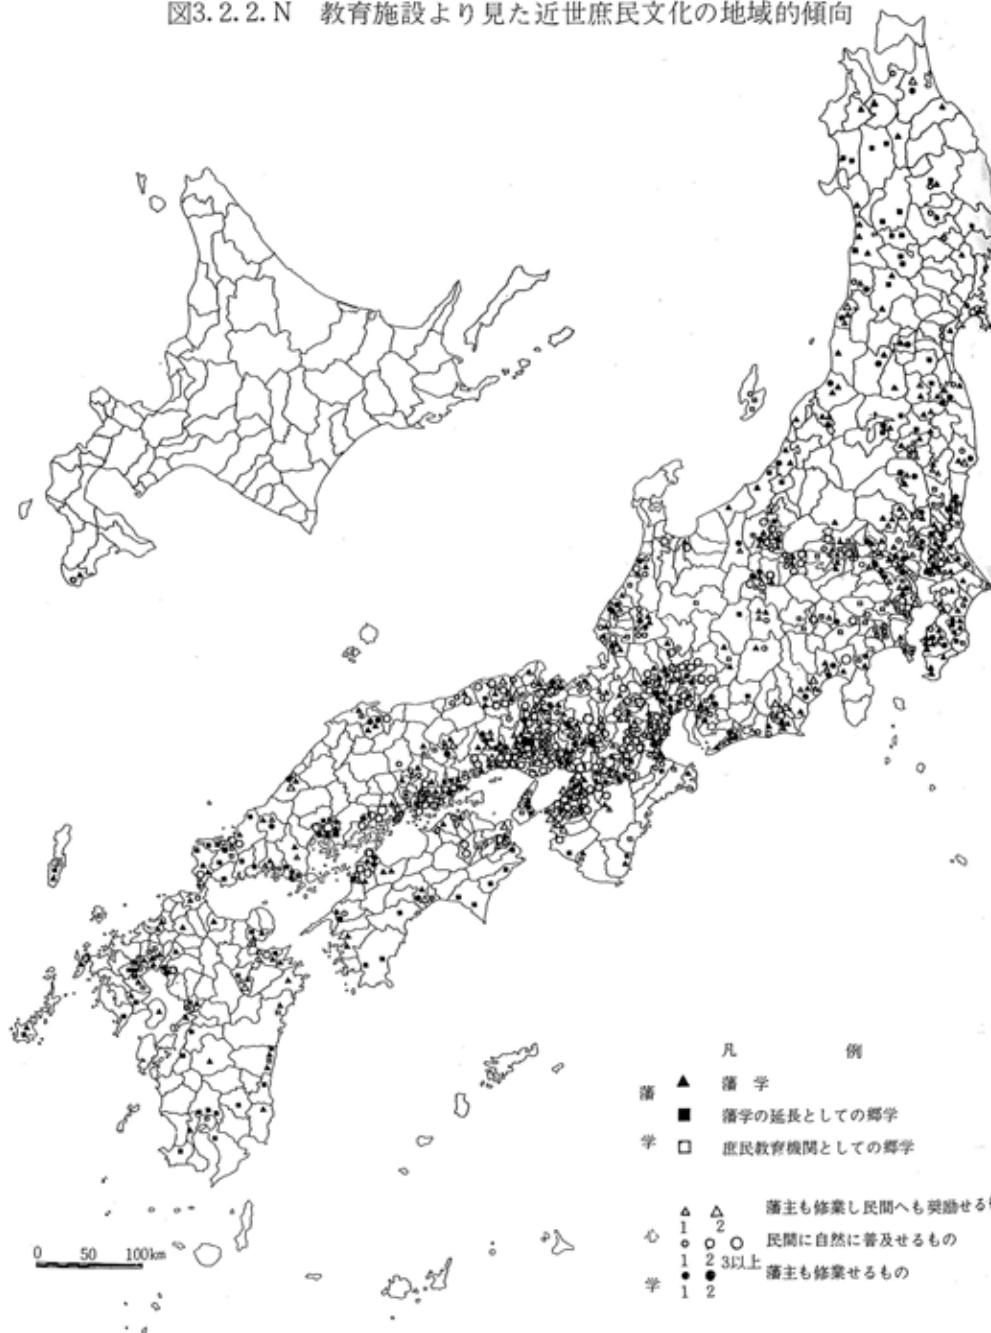 図3.2.2.N 教育施設より見た近世庶民文化の地域的傾向
凡 例
藩学
▲ 藩 学
■ 藩学の延長としての郷学
□ 庶民教育機関としての郷学
心学
△ △ 藩主も修業し民間へも奨励せる
1 2
○ ○ ○ 民間に自然に普及せるもの
1 2 3以上
● ● 藩主も修業せるもの
1 2
0 50 100km